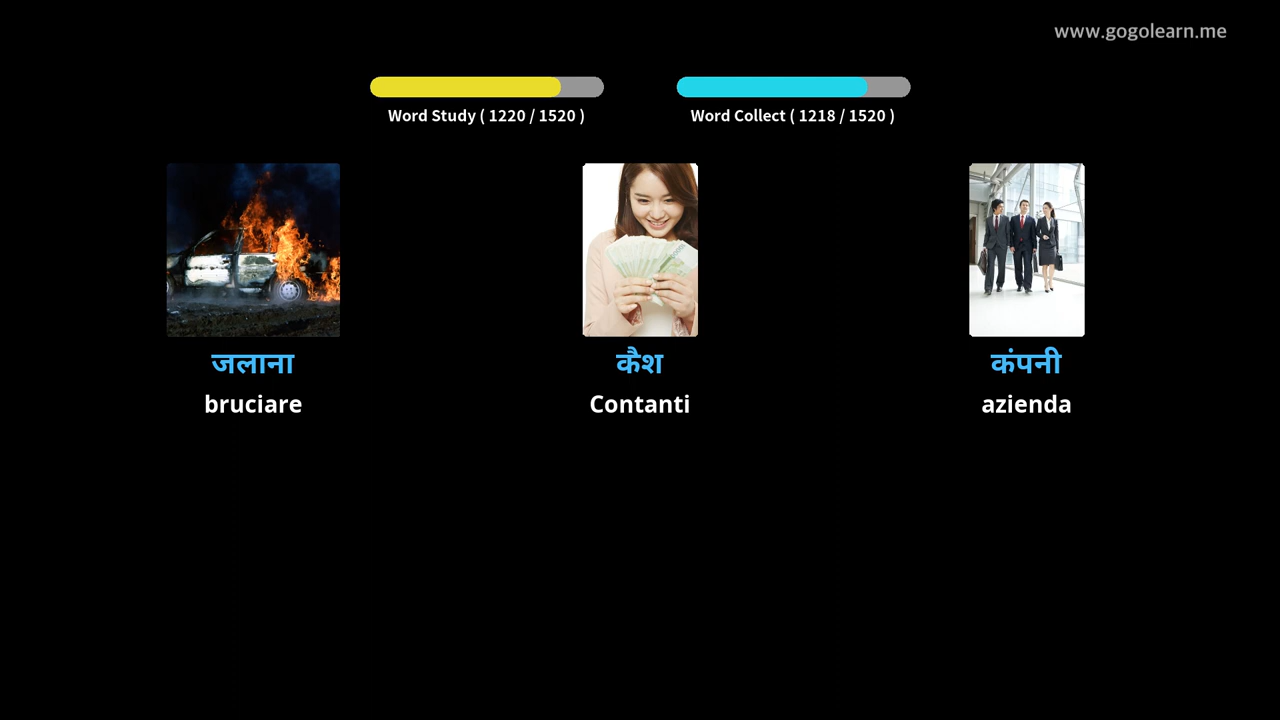 www.gogolearn.me
Word Study ( 1220 / 1520 )
Word Collect ( 1218 / 1520 )
जलाना
कैश
कंपनी
bruciare
Contanti
azienda